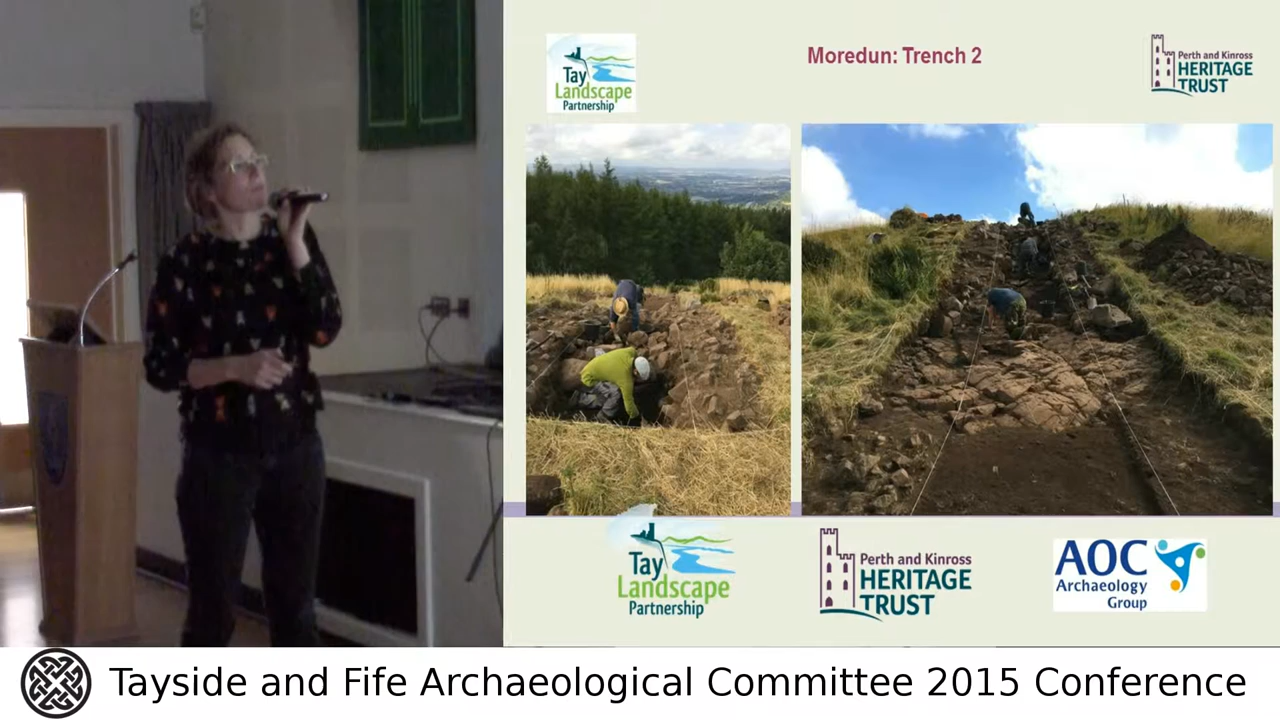 Moredun: Trench 2
Tay
Landscape
Partnership
Perth and Kinross
HERITAGE
TRUST
Tay
Landscape
Partnership
Perth and Kinross
HERITAGE
TRUST
AOC
Archaeology
Group
Tayside and Fife Archaeological Committee 2015 Conference